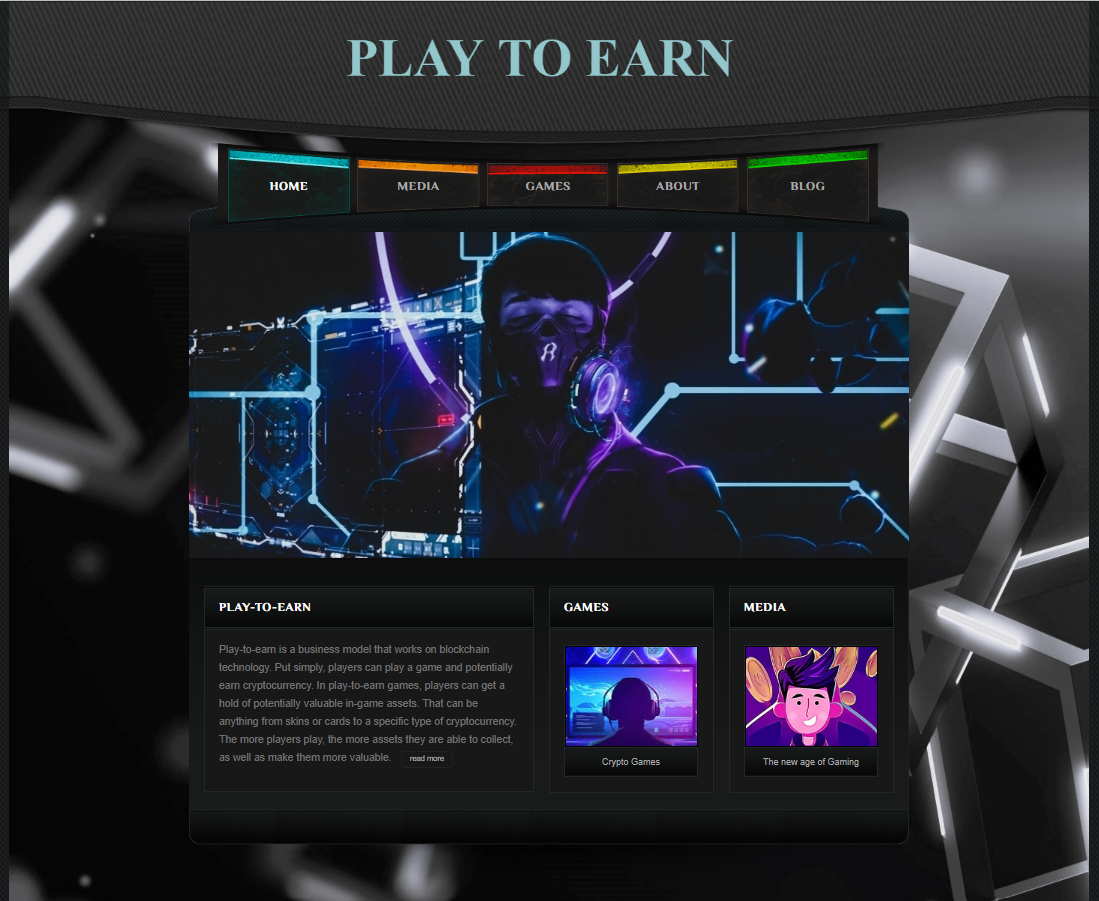 PLAY TO EARN
HOME
MEDIA
GAMES
ABOUT
BLOG
PLAY-TO-EARN
Play-to-earn is a business model that works on blockchain
technology. Put simply, players can play a game and potentially
earn cryptocurrency. In play-to-earn games, players can get a
hold of potentially valuable in-game assets. That can be
anything from skins or cards to a specific type of cryptocurrency.
The more players play, the more assets they are able to collect,
as well as make them more valuable.
read more
GAMES
Crypto Games
MEDIA
The new age of Gaming